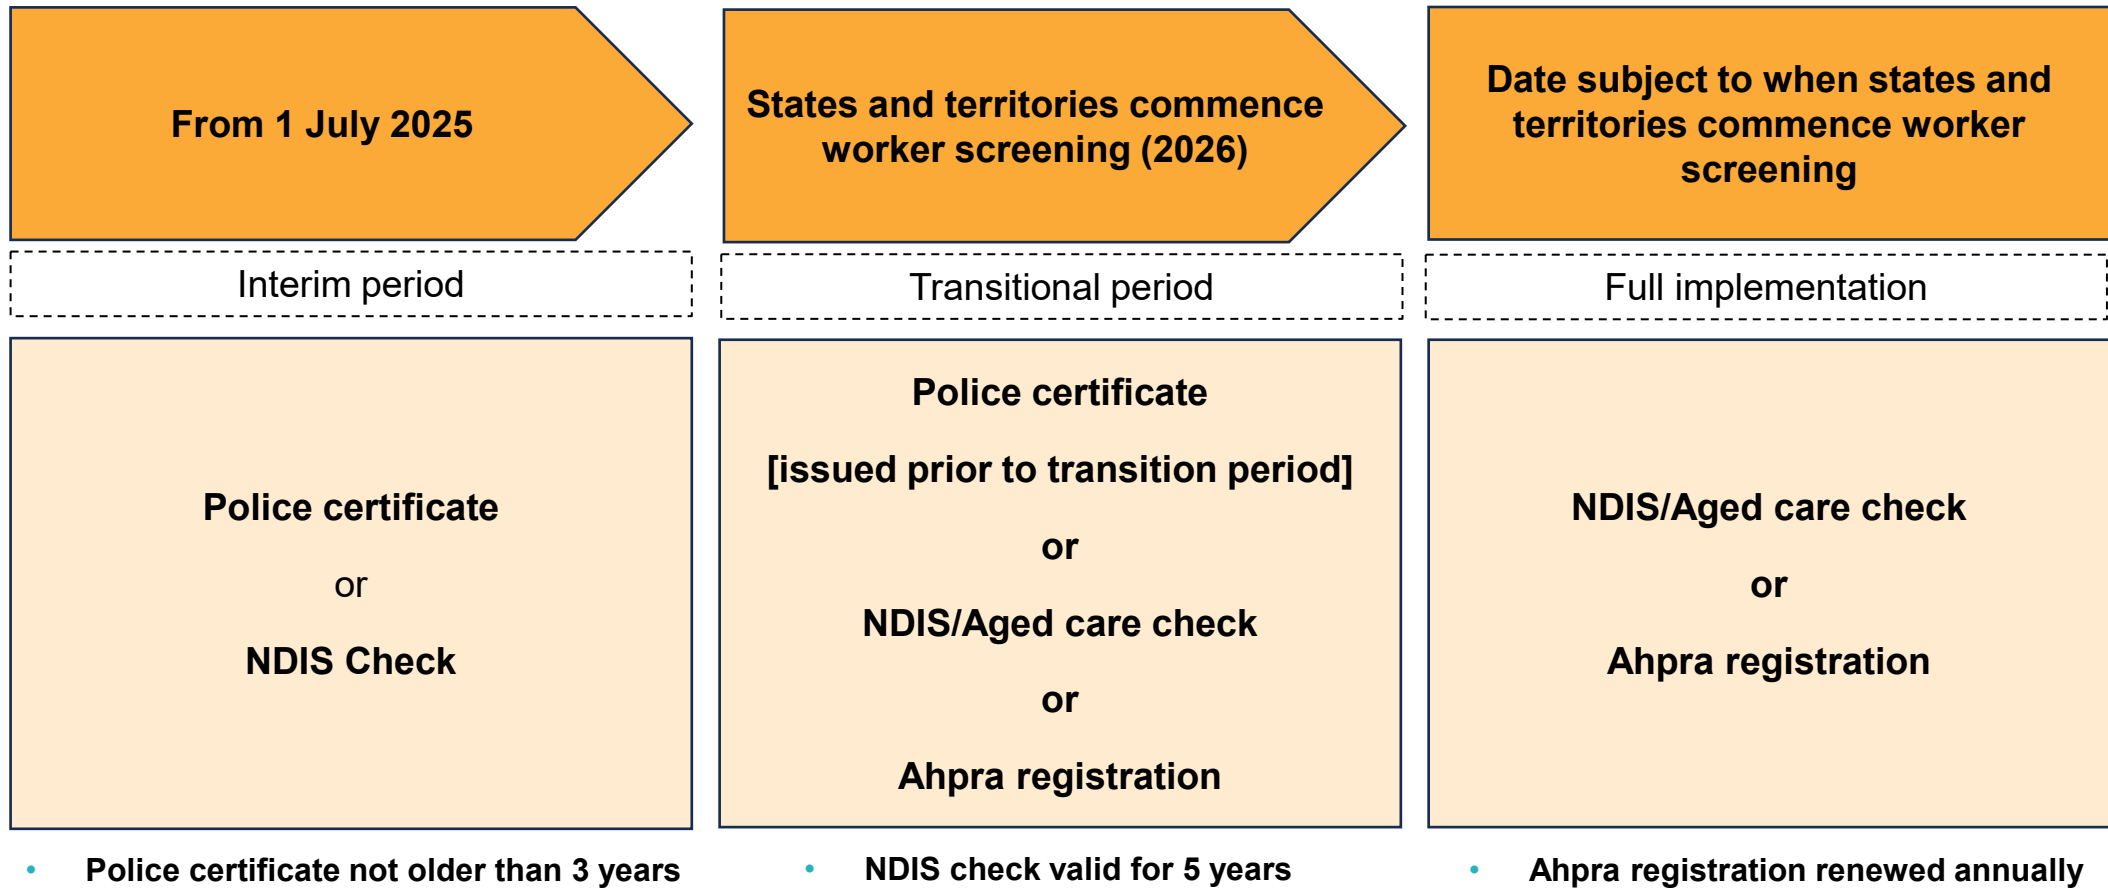 From 1 July 2025
States and territories commence
worker screening (2026)
Date subject to when states and
territories commence worker
screening
Interim period
Transitional period
Full implementation
Police certificate
or
NDIS Check
Police certificate
[issued prior to transition period]
or
NDIS/Aged care check
or
Ahpra registration
NDIS/Aged care check
or
Ahpra registration
• Police certificate not older than 3 years
• NDIS check valid for 5 years
• Ahpra registration renewed annually